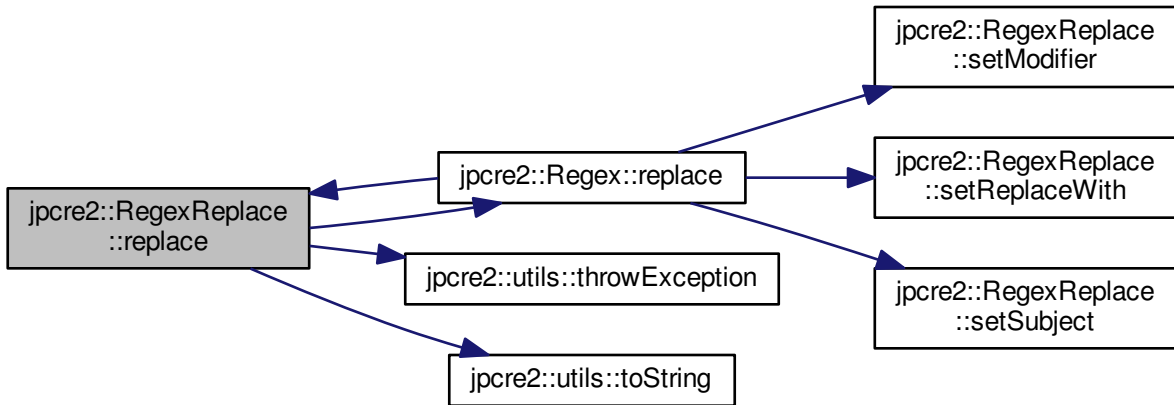 jpcre2::RegexReplace
::replace
jpcre2::Regex::replace
jpcre2::utils::throwException
jpcre2::utils::toString
jpcre2::RegexReplace
::setModifier
jpcre2::RegexReplace
::setReplaceWith
jpcre2::RegexReplace
::setSubject